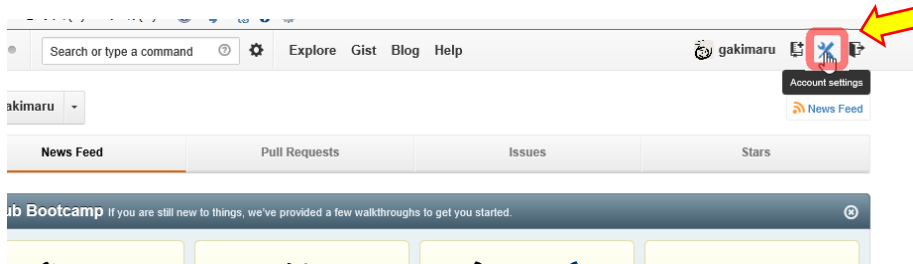 Search or type a command
Explore Gist Blog Help
gakimaru
Account settings
akimaru
News Feed
News Feed Pull Requests Issues Stars
ub Bootcamp If you are still new to things, we've provided a few walkthroughs to get you started.